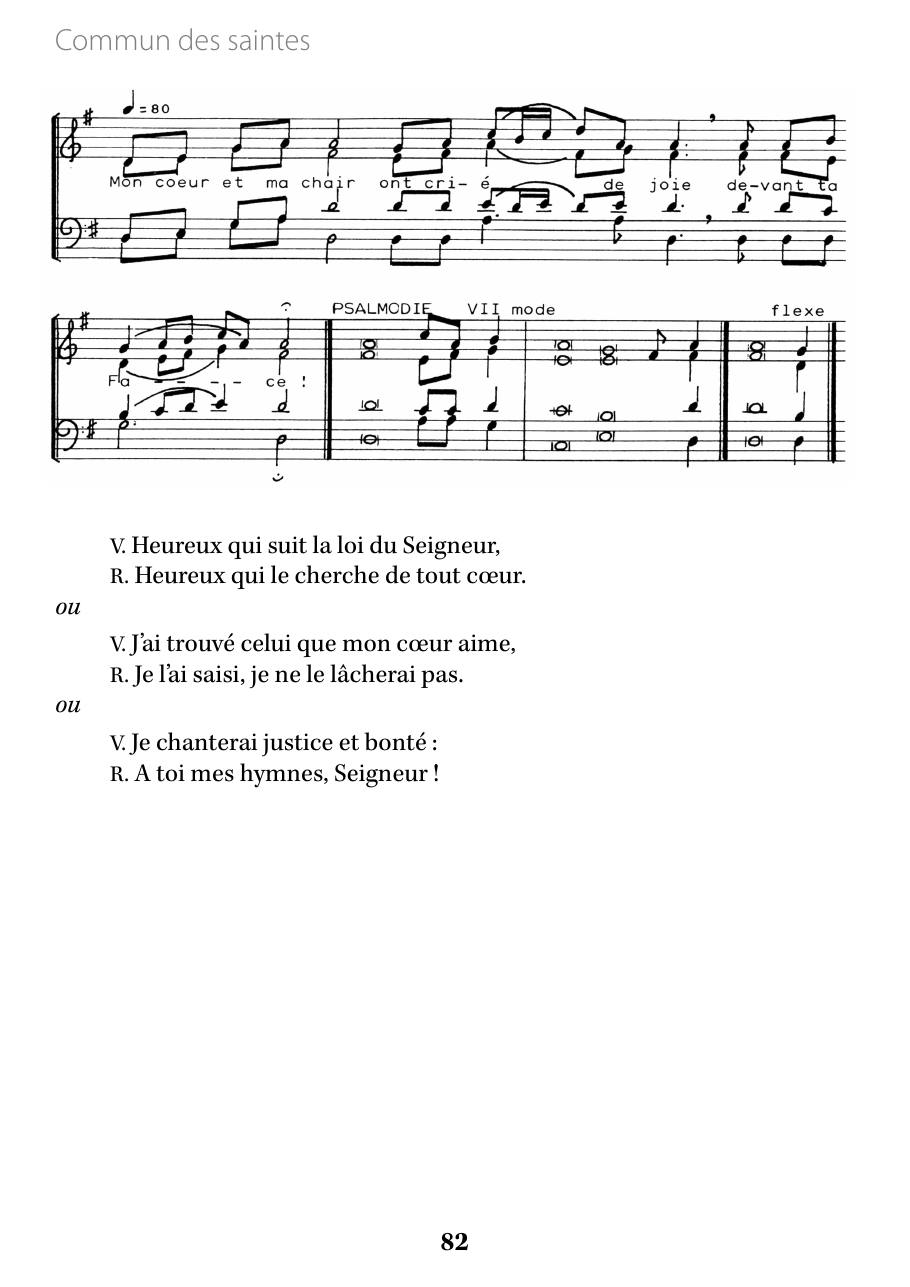 Commun des saintes
= 80
Mon coeur et ma chair ont cri- é de joie de-vant ta
PSALMODIE VII mode flexe
Fa - - - - ce !
V. Heureux qui suit la loi du Seigneur,
R. Heureux qui le cherche de tout cœur.
ou
V. J’ai trouvé celui que mon cœur aime,
R. Je l’ai saisi, je ne le lâcherai pas.
ou
V. Je chanterai justice et bonté :
R. A toi mes hymnes, Seigneur !
82